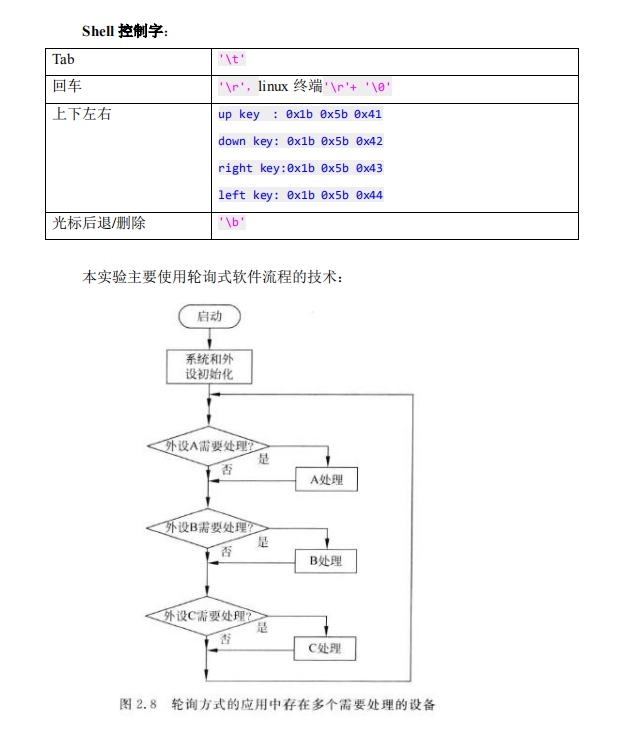 Shell 控制字：
Tab '\t'
回车 '\r'，linux 终端'\r'+ '\0'
上下左右 up key : 0x1b 0x5b 0x41
down key: 0x1b 0x5b 0x42
right key:0x1b 0x5b 0x43
left key: 0x1b 0x5b 0x44
光标后退/删除 '\b'
本实验主要使用轮询式软件流程的技术：
启动
系统和外
设初始化
外设A需要处理?
是
否
A处理
外设B需要处理?
是
否
B处理
外设C需要处理?
是
否
C处理
图 2.8 轮询方式的应用中存在多个需要处理的设备